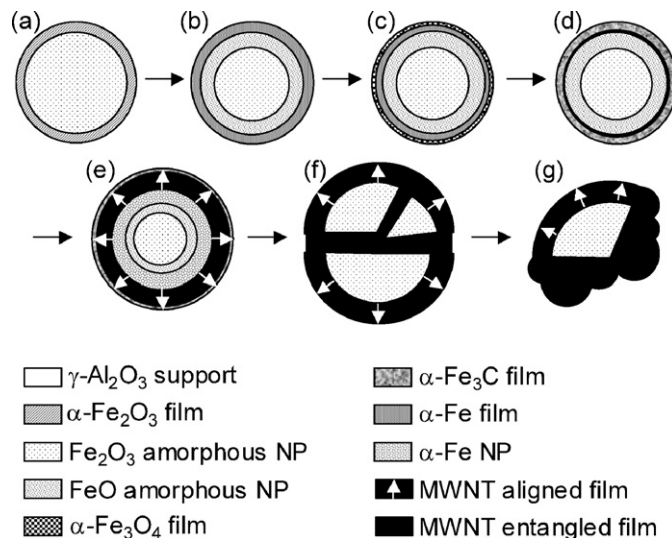 (a) (b) (c) (d)
(e) (f) (g)
γ-Al2O3 support
α-Fe2O3 film
Fe2O3 amorphous NP
FeO amorphous NP
α-Fe3O4 film
α-Fe3C film
α-Fe film
α-Fe NP
MWNT aligned film
MWNT entangled film